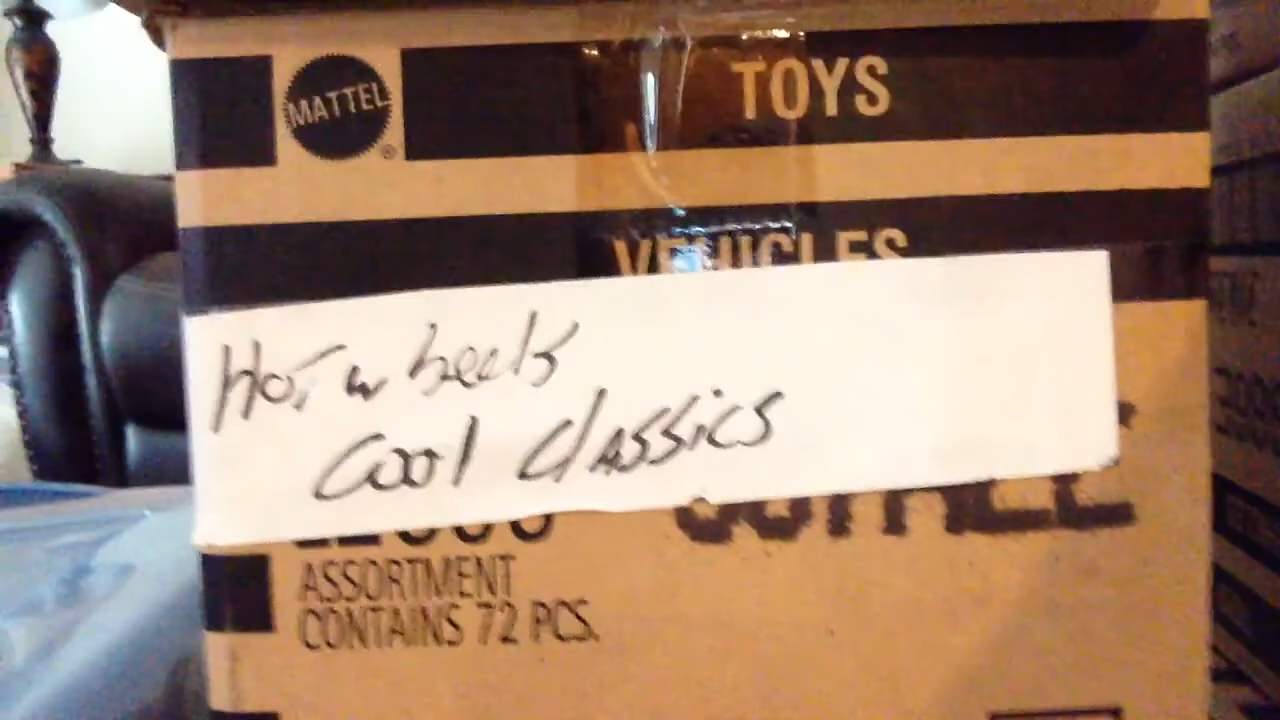 MATTEL
®
TOYS
VEHICLES
Hot wheels
Cool Classics
ASSORTMENT
CONTAINS 72 PCS.